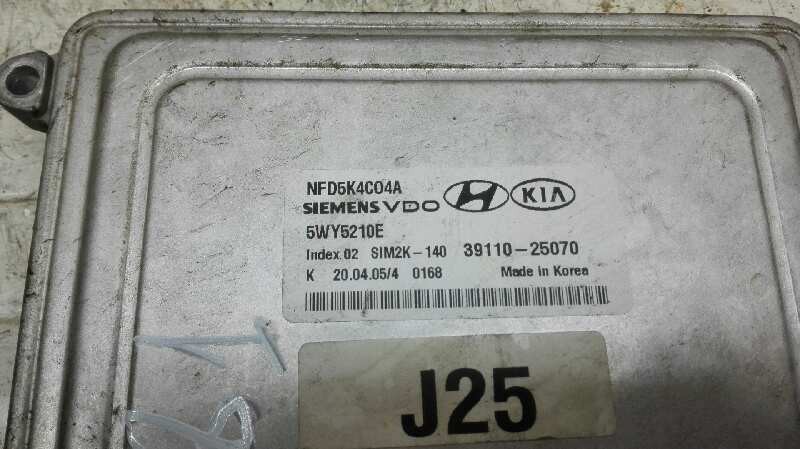 NFD5K4C04A
SIEMENS VDO KIA
5WY5210E
Index.02 SIM2K-140 39110-25070
K 20.04.05/4 0168 Made in Korea
J25